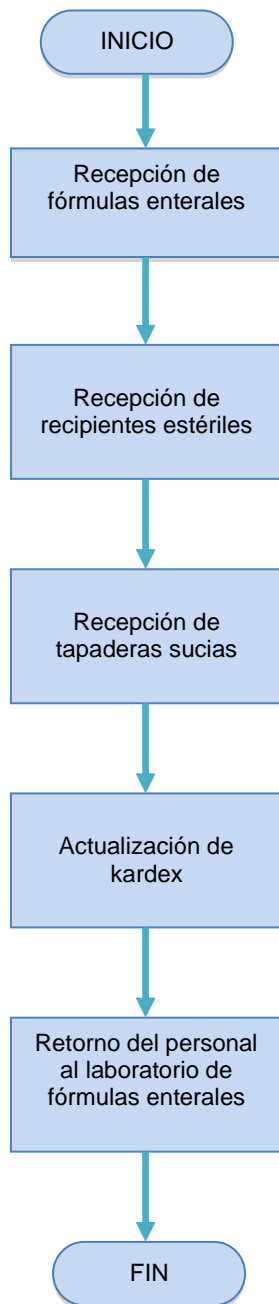 INICIO
Recepción de
fórmulas enterales
Recepción de
recipientes estériles
Recepción de
tapaderas sucias
Actualización de
kardex
Retorno del personal
al laboratorio de
fórmulas enterales
FIN